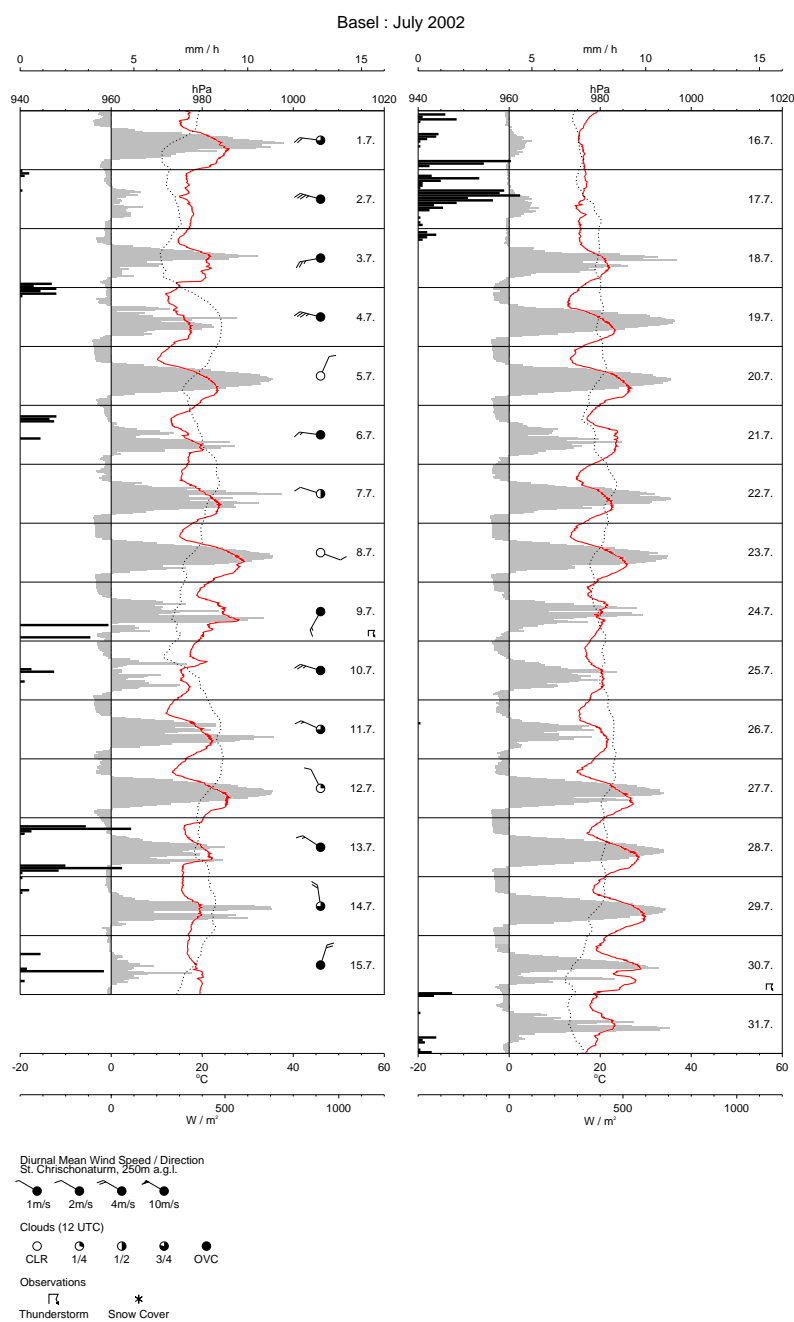 Basel : July 2002
mm / h
0 5 10 15
hPa
940 960 980 1000 1020
1.7.
2.7.
3.7.
4.7.
5.7.
6.7.
7.7.
8.7.
9.7.
10.7.
11.7.
12.7.
13.7.
14.7.
15.7.
-20 0 20 40 60
°C
0 500 1000
W / m²
mm / h
0 5 10 15
hPa
940 960 980 1000 1020
16.7.
17.7.
18.7.
19.7.
20.7.
21.7.
22.7.
23.7.
24.7.
25.7.
26.7.
27.7.
28.7.
29.7.
30.7.
31.7.
-20 0 20 40 60
°C
0 500 1000
W / m²
Diurnal Mean Wind Speed / Direction
St. Chrischonaturm, 250m a.g.l.
1m/s 2m/s 4m/s 10m/s
Clouds (12 UTC)
CLR 1/4 1/2 3/4 OVC
Observations
Thunderstorm Snow Cover